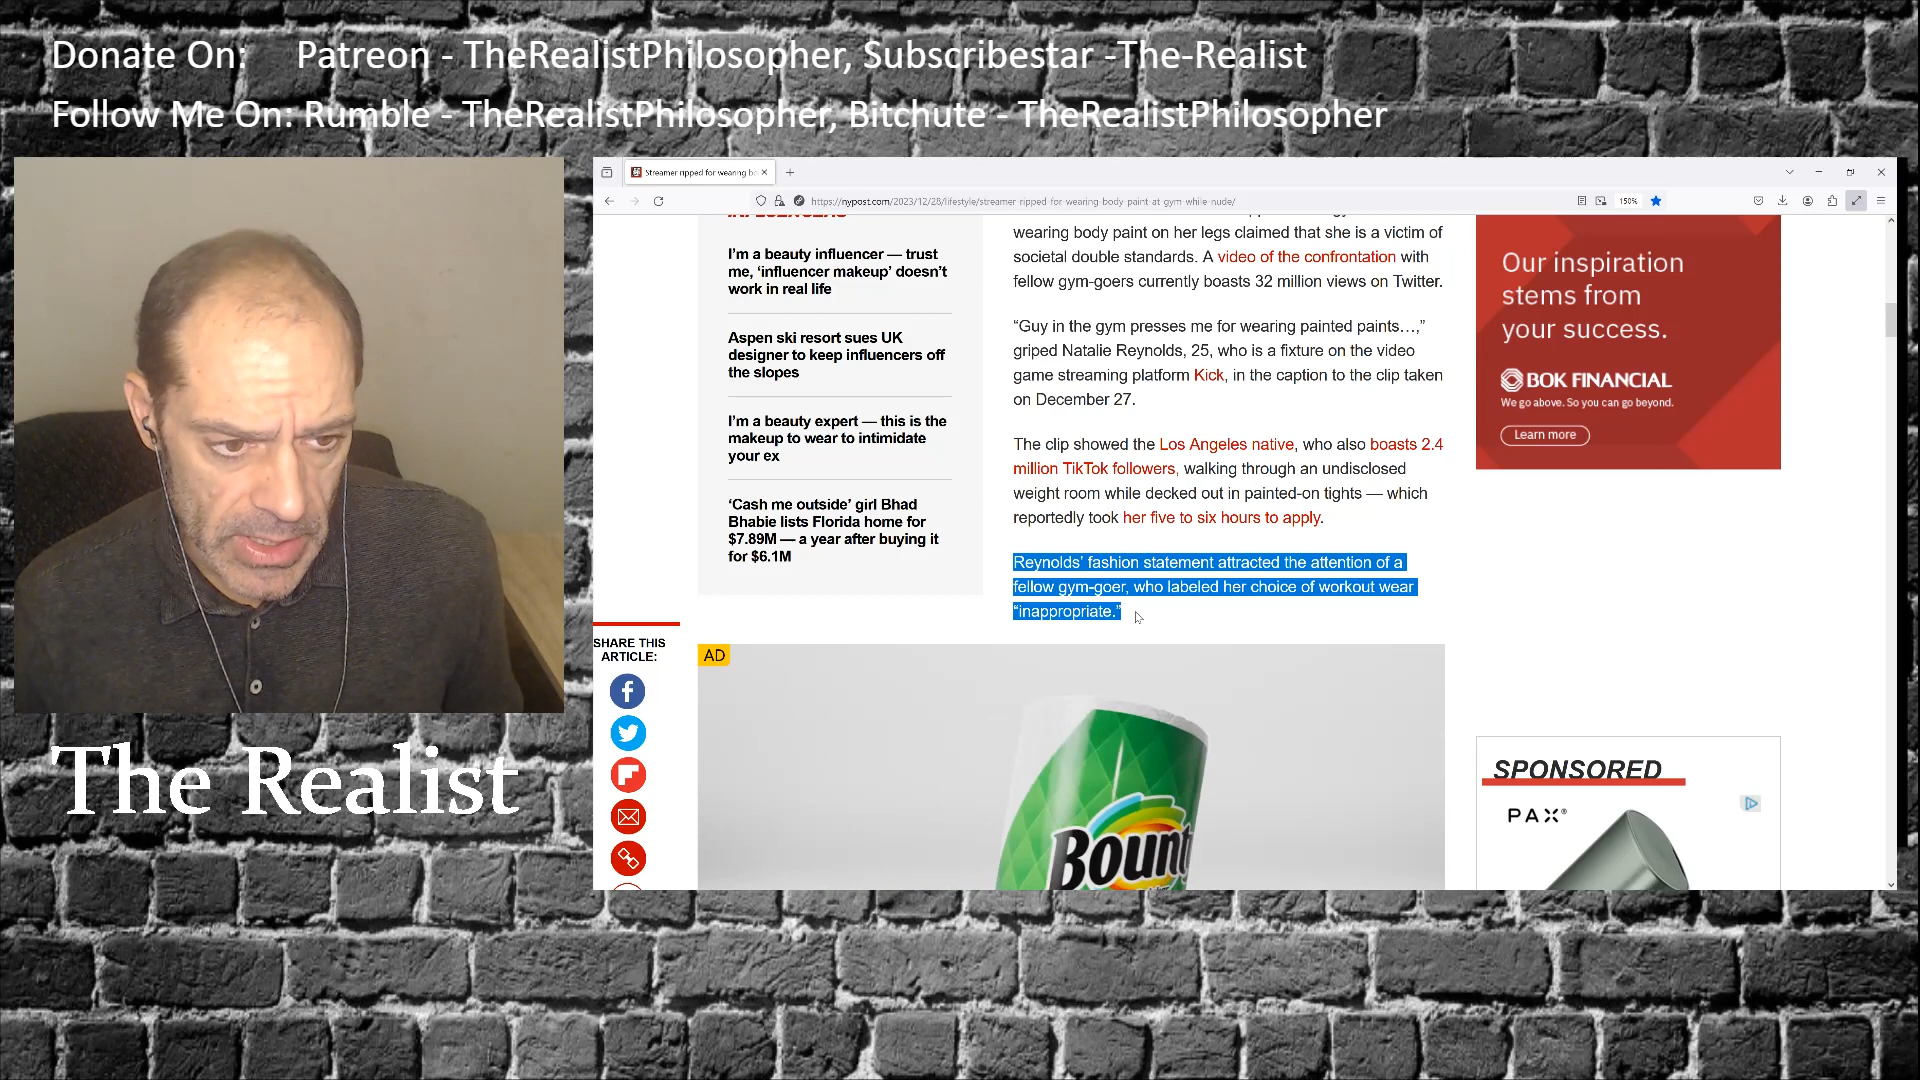 Donate On: Patreon - TheRealistPhilosopher, Subscribestar -The-Realist
Follow Me On: Rumble - TheRealistPhilosopher, Bitchute - TheRealistPhilosopher
Streamer ripped for wearing bo
https://nypost.com/2023/12/28/lifestyle/streamer-ripped-for-wearing-body-paint-at-gym-while-nude/
150%
INFLUENCERS
I'm a beauty influencer — trust
me, 'influencer makeup' doesn't
work in real life
Aspen ski resort sues UK
designer to keep influencers off
the slopes
I'm a beauty expert — this is the
makeup to wear to intimidate
your ex
'Cash me outside' girl Bhad
Bhabie lists Florida home for
$7.89M — a year after buying it
for $6.1M
SHARE THIS
ARTICLE:
wearing body paint on her legs claimed that she is a victim of
societal double standards. A video of the confrontation with
fellow gym-goers currently boasts 32 million views on Twitter.
“Guy in the gym presses me for wearing painted paints…,”
griped Natalie Reynolds, 25, who is a fixture on the video
game streaming platform Kick, in the caption to the clip taken
on December 27.
The clip showed the Los Angeles native, who also boasts 2.4
million TikTok followers, walking through an undisclosed
weight room while decked out in painted-on tights — which
reportedly took her five to six hours to apply.
Reynolds’ fashion statement attracted the attention of a
fellow gym-goer, who labeled her choice of workout wear
“inappropriate.”
AD
Boun
Our inspiration
stems from
your success.
BOK FINANCIAL
We go above. So you can go beyond.
Learn more
SPONSORED
PAX®
The Realist